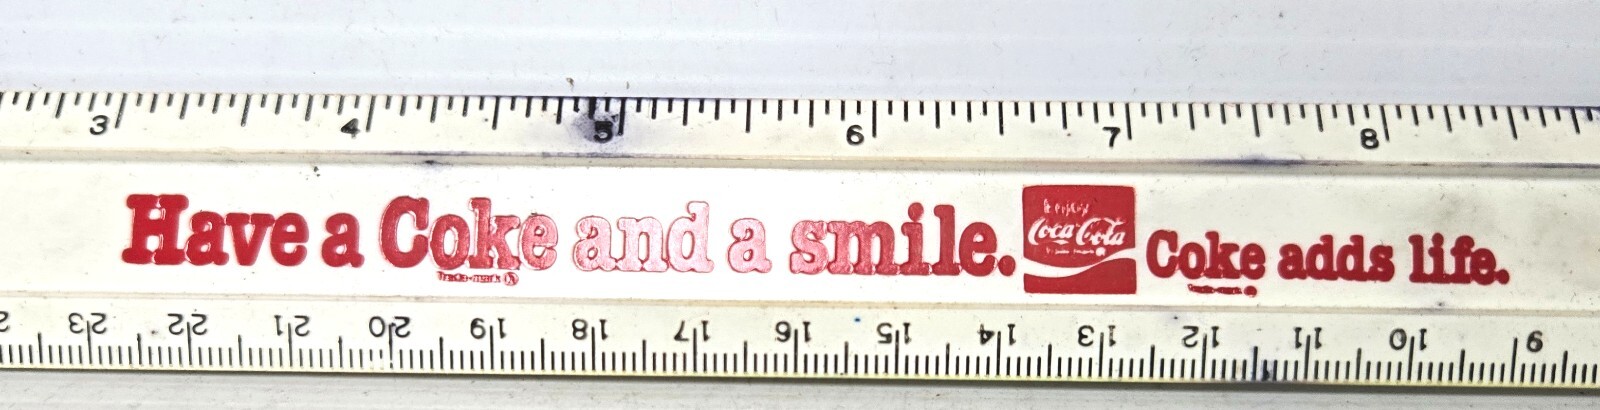 3 4 5 6 7 8
Have a Coke and a smile.
Trade-mark ®
Enjoy
Coca-Cola
Coke adds life.
23 22 21 20 19 18 17 16 15 14 13 12 11 10 9